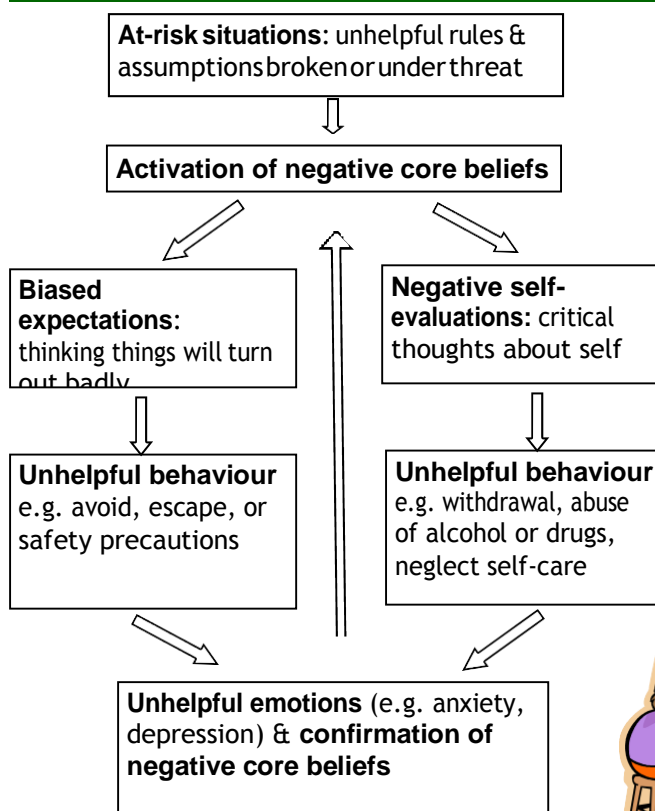 At-risk situations: unhelpful rules &
assumptions broken or under threat
Activation of negative core beliefs
Biased
expectations:
thinking things will turn
out badly
Negative self-
evaluations: critical
thoughts about self
Unhelpful behaviour
e.g. avoid, escape, or
safety precautions
Unhelpful behaviour
e.g. withdrawal, abuse
of alcohol or drugs,
neglect self-care
Unhelpful emotions (e.g. anxiety,
depression) & confirmation of
negative core beliefs